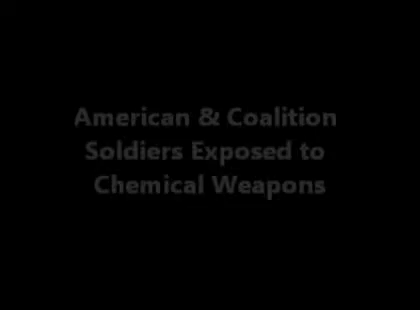 American & Coalition
Soldiers Exposed to
Chemical Weapons